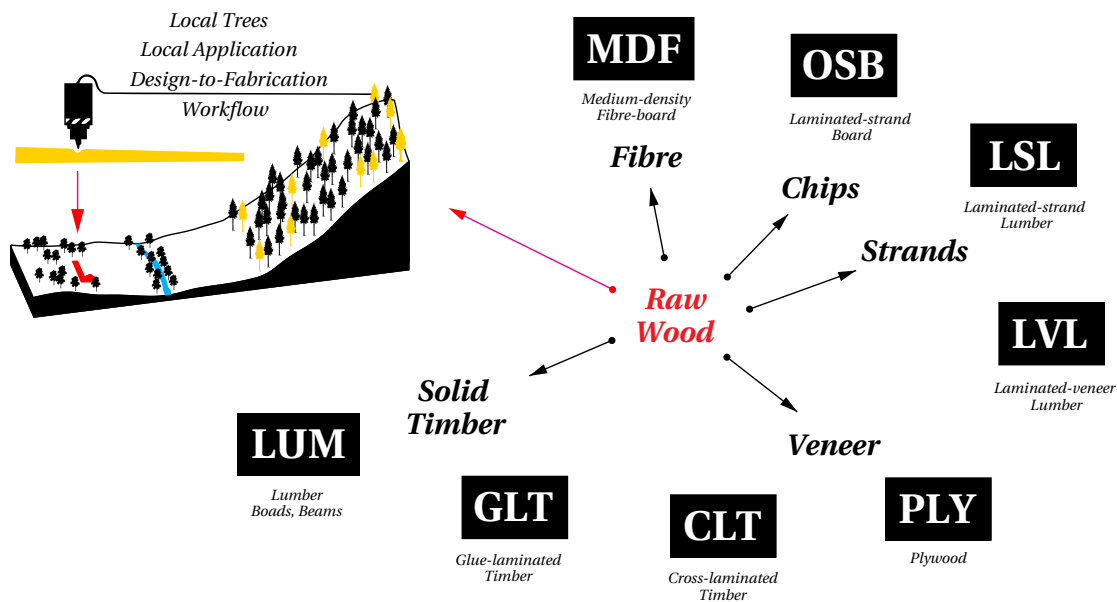 Local Trees
Local Application
Design-to-Fabrication
Workflow
MDF
Medium-density
Fibre-board
Fibre
OSB
Laminated-strand
Board
Chips
LSL
Laminated-strand
Lumber
Strands
Raw
Wood
LVL
Laminated-veneer
Lumber
Solid
Timber
Veneer
LUM
Lumber
Boads, Beams
GLT
Glue-laminated
Timber
CLT
Cross-laminated
Timber
PLY
Plywood